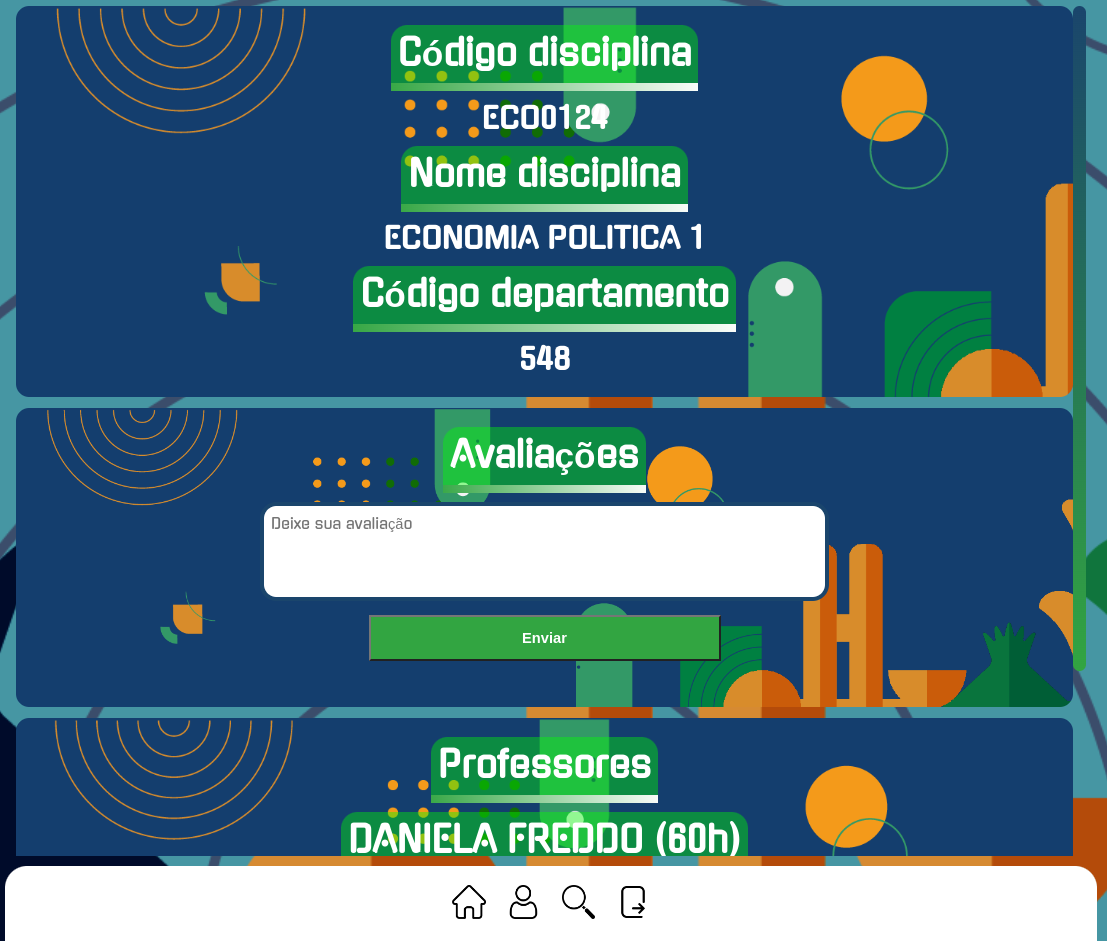 Código disciplina
ECO0124
Nome disciplina
ECONOMIA POLITICA 1
Código departamento
548
Avaliações
Deixe sua avaliação
Enviar
Professores
DANIELA FREDDO (60h)